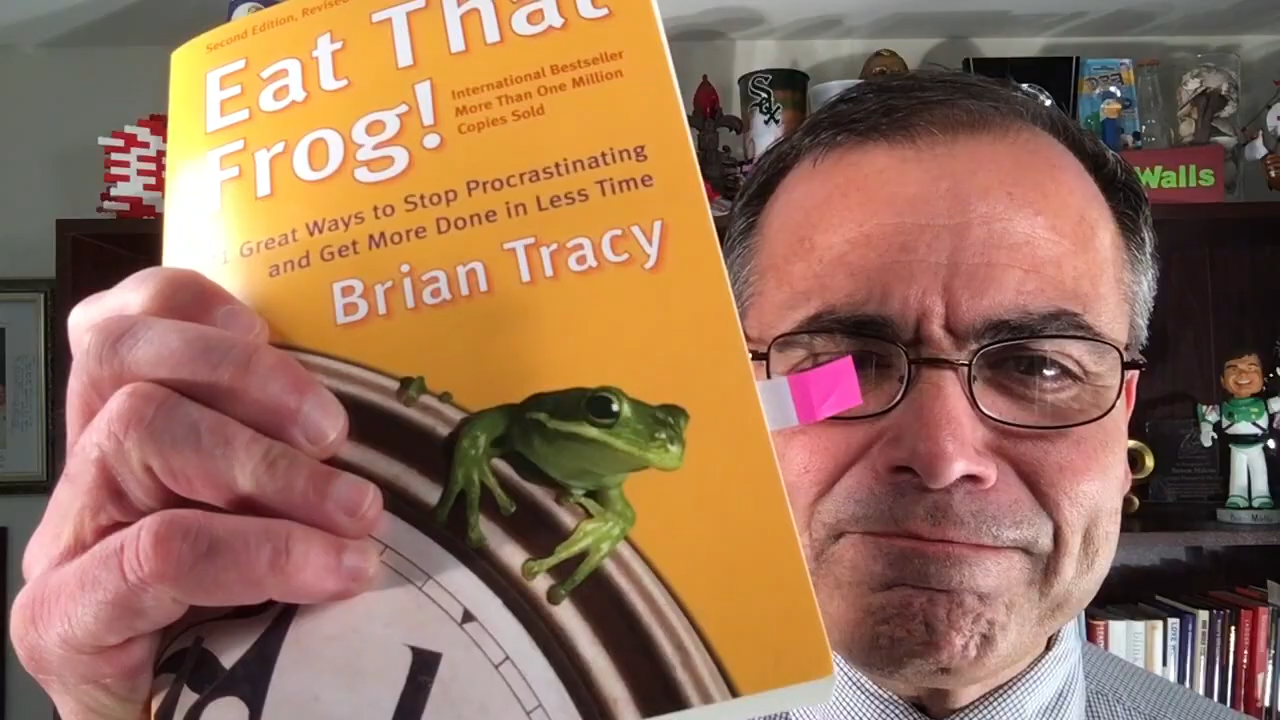 Second Edition, Revised
Eat That
Frog!
International Bestseller
More Than One Million
Copies Sold
Great Ways to Stop Procrastinating
and Get More Done in Less Time
Brian Tracy
Sox
Walls